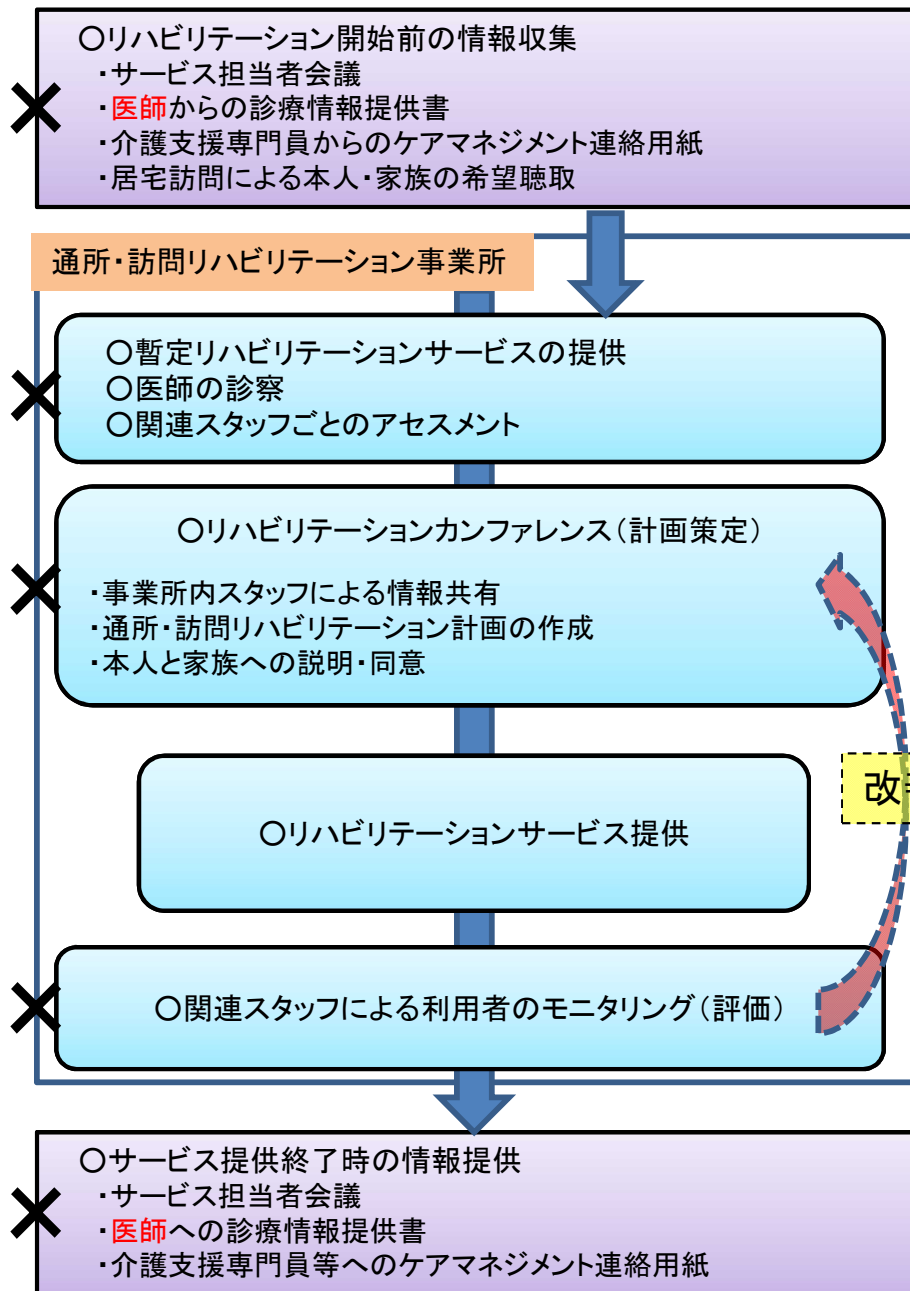 ○リハビリテーション開始前の情報収集
・サービス担当者会議
・医師からの診療情報提供書
・介護支援専門員からのケアマネジメント連絡用紙
・居宅訪問による本人・家族の希望聴取
通所・訪問リハビリテーション事業所
○暫定リハビリテーションサービスの提供
○医師の診察
○関連スタッフごとのアセスメント
○リハビリテーションカンファレンス（計画策定）
・事業所内スタッフによる情報共有
・通所・訪問リハビリテーション計画の作成
・本人と家族への説明・同意
改
○リハビリテーションサービス提供
○関連スタッフによる利用者のモニタリング（評価）
○サービス提供終了時の情報提供
・サービス担当者会議
・医師への診療情報提供書
・介護支援専門員等へのケアマネジメント連絡用紙